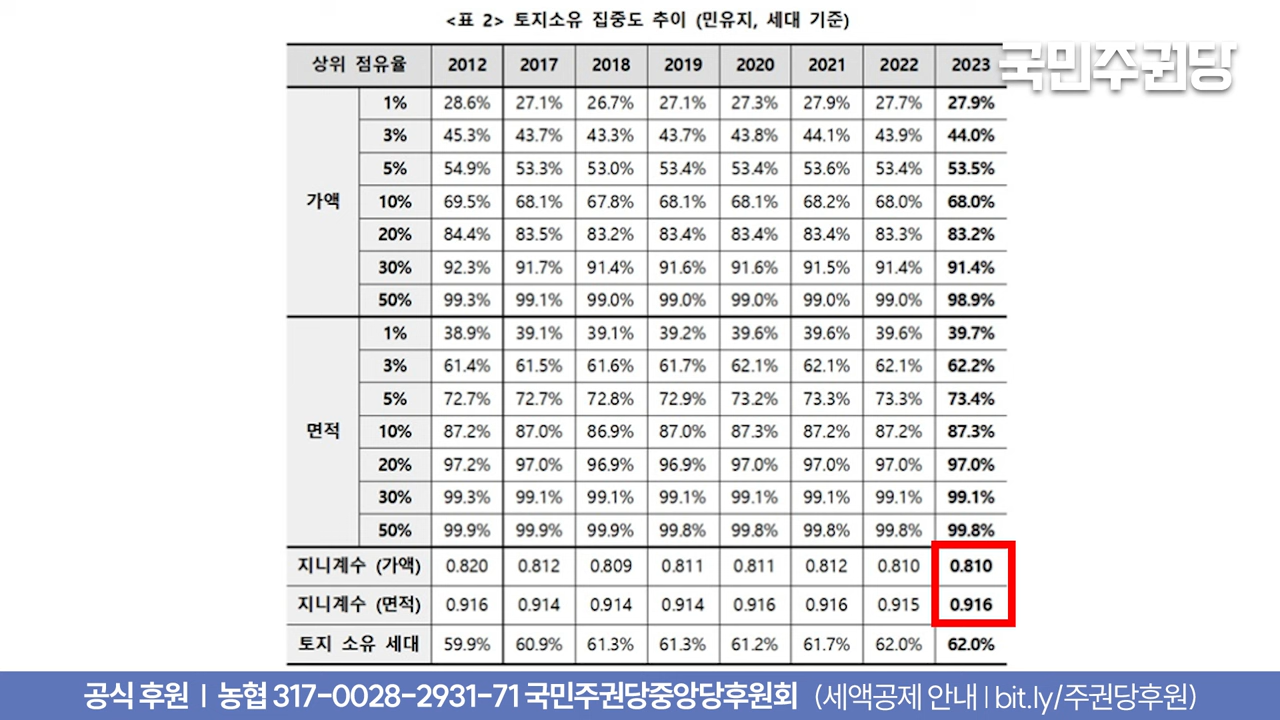 <표 2> 토지소유 집중도 추이 (민유지, 세대 기준)
상위 점유율 2012 2017 2018 2019 2020 2021 2022 2023
국민주권당
가액
1% 28.6% 27.1% 26.7% 27.1% 27.3% 27.9% 27.7% 27.9%
3% 45.3% 43.7% 43.3% 43.7% 43.8% 44.1% 43.9% 44.0%
5% 54.9% 53.3% 53.0% 53.4% 53.4% 53.6% 53.4% 53.5%
10% 69.5% 68.1% 67.8% 68.1% 68.1% 68.2% 68.0% 68.0%
20% 84.4% 83.5% 83.2% 83.4% 83.4% 83.4% 83.3% 83.2%
30% 92.3% 91.7% 91.4% 91.6% 91.6% 91.5% 91.4% 91.4%
50% 99.3% 99.1% 99.0% 99.0% 99.0% 99.0% 99.0% 98.9%
면적
1% 38.9% 39.1% 39.1% 39.2% 39.6% 39.6% 39.6% 39.7%
3% 61.4% 61.5% 61.6% 61.7% 62.1% 62.1% 62.1% 62.2%
5% 72.7% 72.7% 72.8% 72.9% 73.2% 73.3% 73.3% 73.4%
10% 87.2% 87.0% 86.9% 87.0% 87.3% 87.2% 87.2% 87.3%
20% 97.2% 97.0% 96.9% 96.9% 97.0% 97.0% 97.0% 97.0%
30% 99.3% 99.1% 99.1% 99.1% 99.1% 99.1% 99.1% 99.1%
50% 99.9% 99.9% 99.9% 99.8% 99.8% 99.8% 99.8% 99.8%
지니계수 (가액) 0.820 0.812 0.809 0.811 0.811 0.812 0.810 0.810
지니계수 (면적) 0.916 0.914 0.914 0.914 0.916 0.916 0.915 0.916
토지 소유 세대 59.9% 60.9% 61.3% 61.3% 61.2% 61.7% 62.0% 62.0%
공식 후원 | 농협 317-0028-2931-71 국민주권당중앙당후원회 (세액공제 안내 | bit.ly/주권당후원)